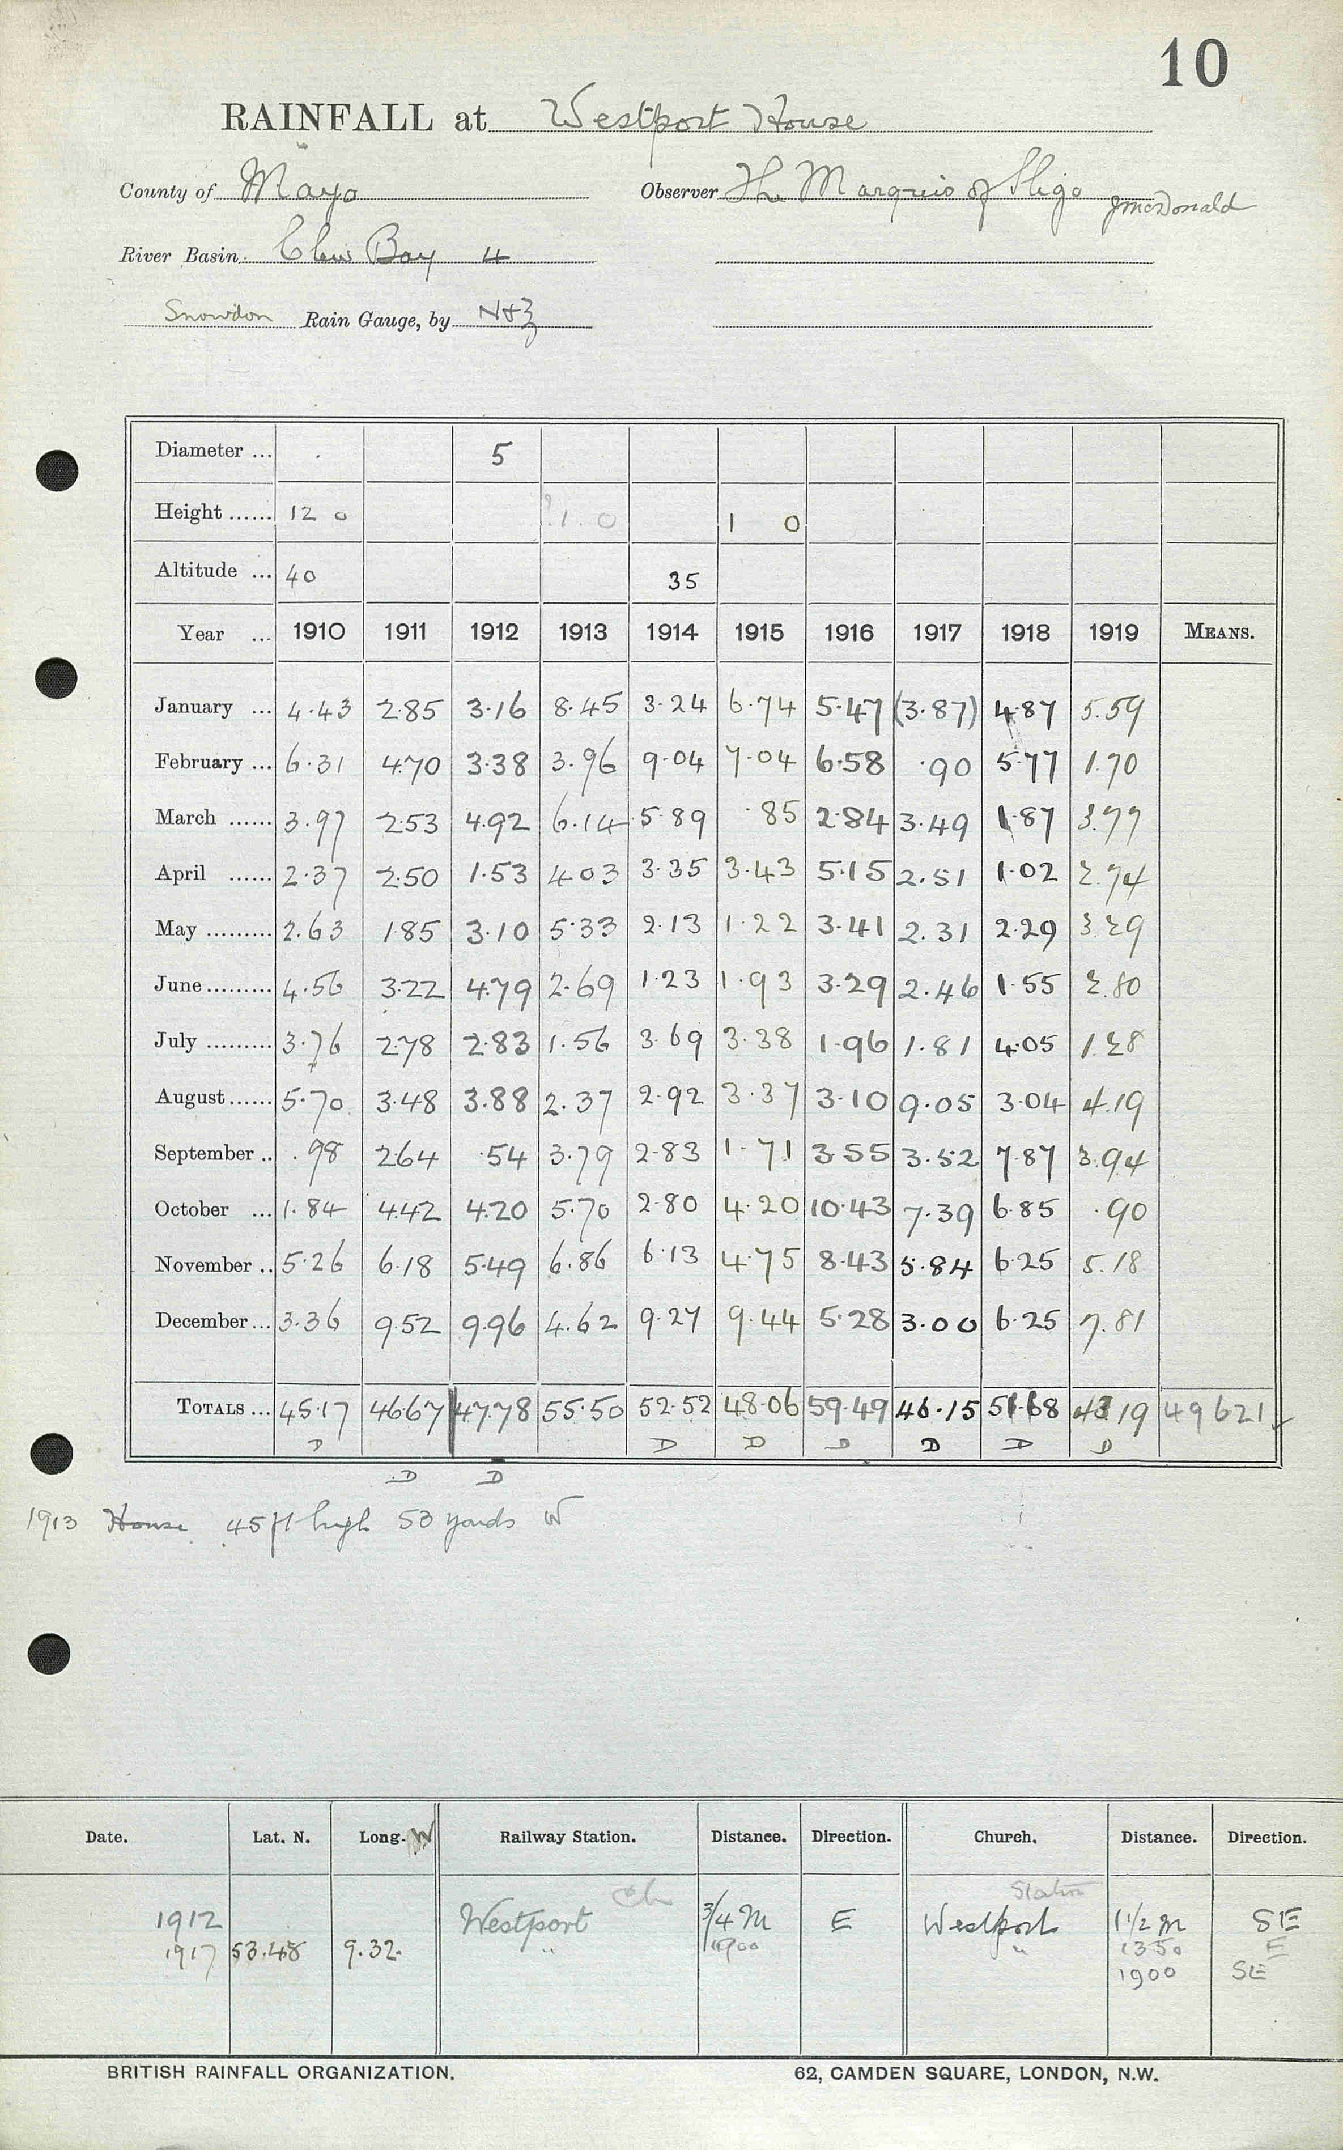 10
RAINFALL at Westport House
County of Mayo Observer The Marquis of Sligo J McDonald
River Basin Clew Bay 4
Snowdon Rain Gauge, by N+Z
Diameter ... 5
Height ...... 12 0 ? 1 0 1 0
Altitude ... 40 35
Year ... 1910 1911 1912 1913 1914 1915 1916 1917 1918 1919 MEANS.
January ... 4.43 2.85 3.16 8.45 3.24 6.74 5.47 (3.87) 4.87 5.59
February ... 6.31 4.70 3.38 3.96 9.04 7.04 6.58 .90 5.77 1.70
March ...... 3.97 2.53 4.92 6.14 5.89 .85 2.84 3.49 1.87 3.77
April ...... 2.37 2.50 1.53 4.03 3.35 3.43 5.15 2.51 1.02 2.74
May ......... 2.63 1.85 3.10 5.33 2.13 1.22 3.41 2.31 2.29 3.29
June ......... 4.56 3.22 4.79 2.69 1.23 1.93 3.29 2.46 1.55 2.80
July ......... 3.76 2.78 2.83 1.56 3.69 3.38 1.96 1.81 4.05 1.28
August ...... 5.70 3.48 3.88 2.37 2.92 3.37 3.10 9.05 3.04 4.19
September .. .98 2.64 .54 3.79 2.83 1.71 3.55 3.52 7.87 3.94
October ... 1.84 4.42 4.20 5.70 2.80 4.20 10.43 7.39 6.85 .90
November .. 5.26 6.18 5.49 6.86 6.13 4.75 8.43 5.84 6.25 5.18
December ... 3.36 9.52 9.96 4.62 9.27 9.44 5.28 3.00 6.25 7.81
TOTALS ... 45.17 46.67 47.78 55.50 52.52 48.06 59.49 46.15 51.68 43.19 49 621
D D D D D D D
D D
1913 House 45 ft high 53 yards W
Date. Lat. N. Long. W Railway Station. Distance. Direction. Church. Distance. Direction.
Ch Station
1912 Westport 3/4 M E Westport 1 1/2 m SE
1917 53.48 9.32. " 1900 " 1350 E
1900 SE
BRITISH RAINFALL ORGANIZATION. 62, CAMDEN SQUARE, LONDON, N.W.